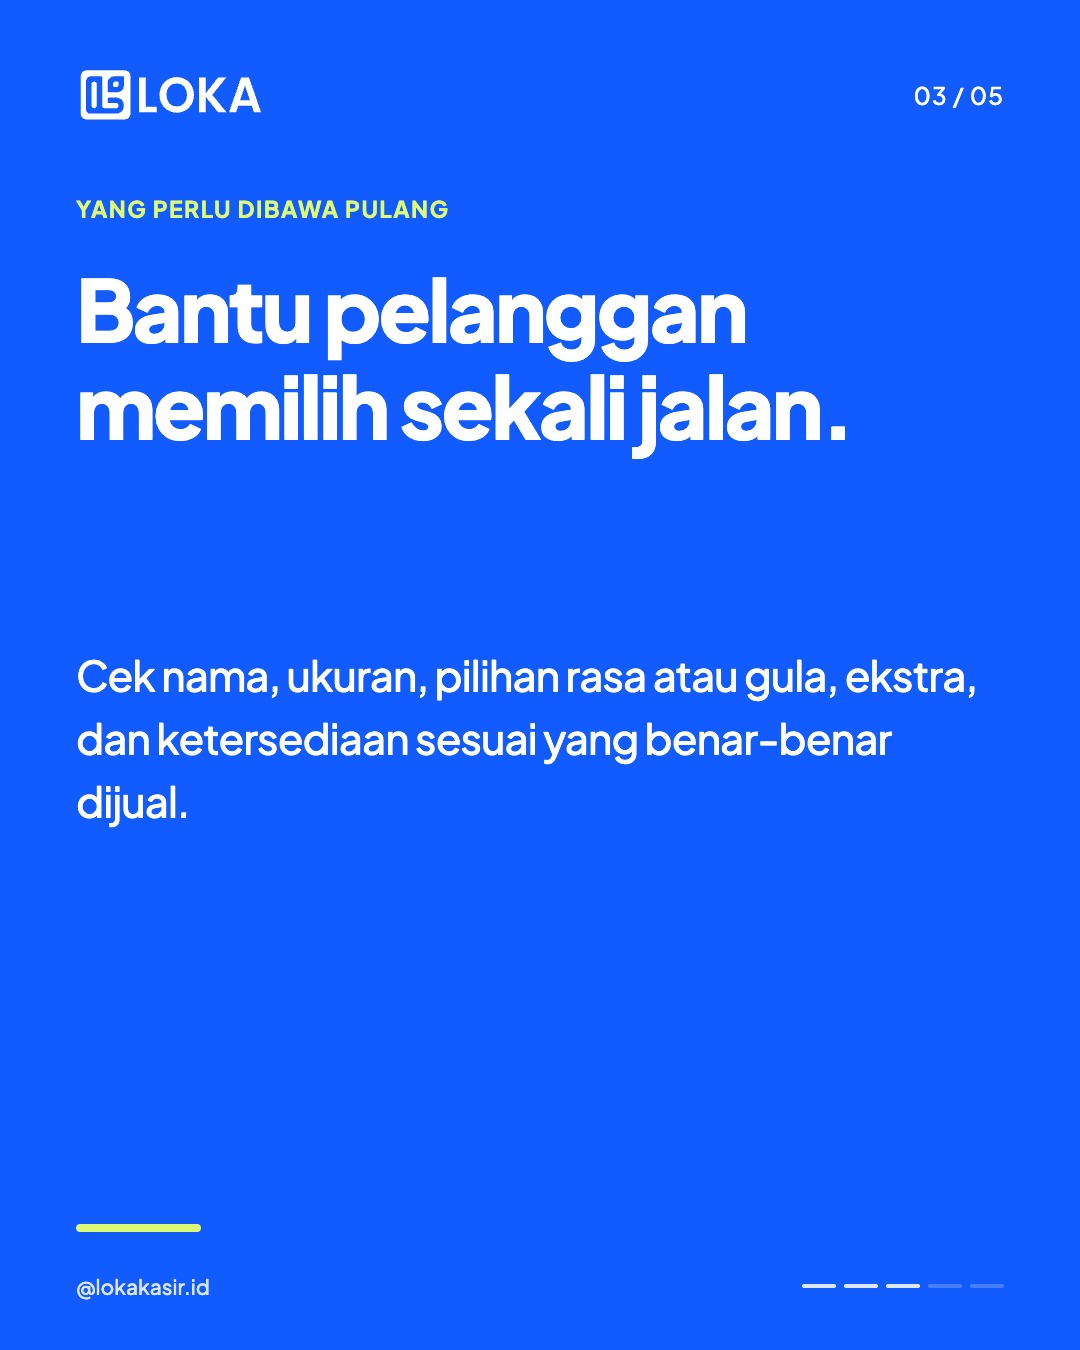 LOKA
03 / 05
YANG PERLU DIBAWA PULANG
Bantu pelanggan
memilih sekali jalan.
Cek nama, ukuran, pilihan rasa atau gula, ekstra,
dan ketersediaan sesuai yang benar-benar
dijual.
@lokakasir.id